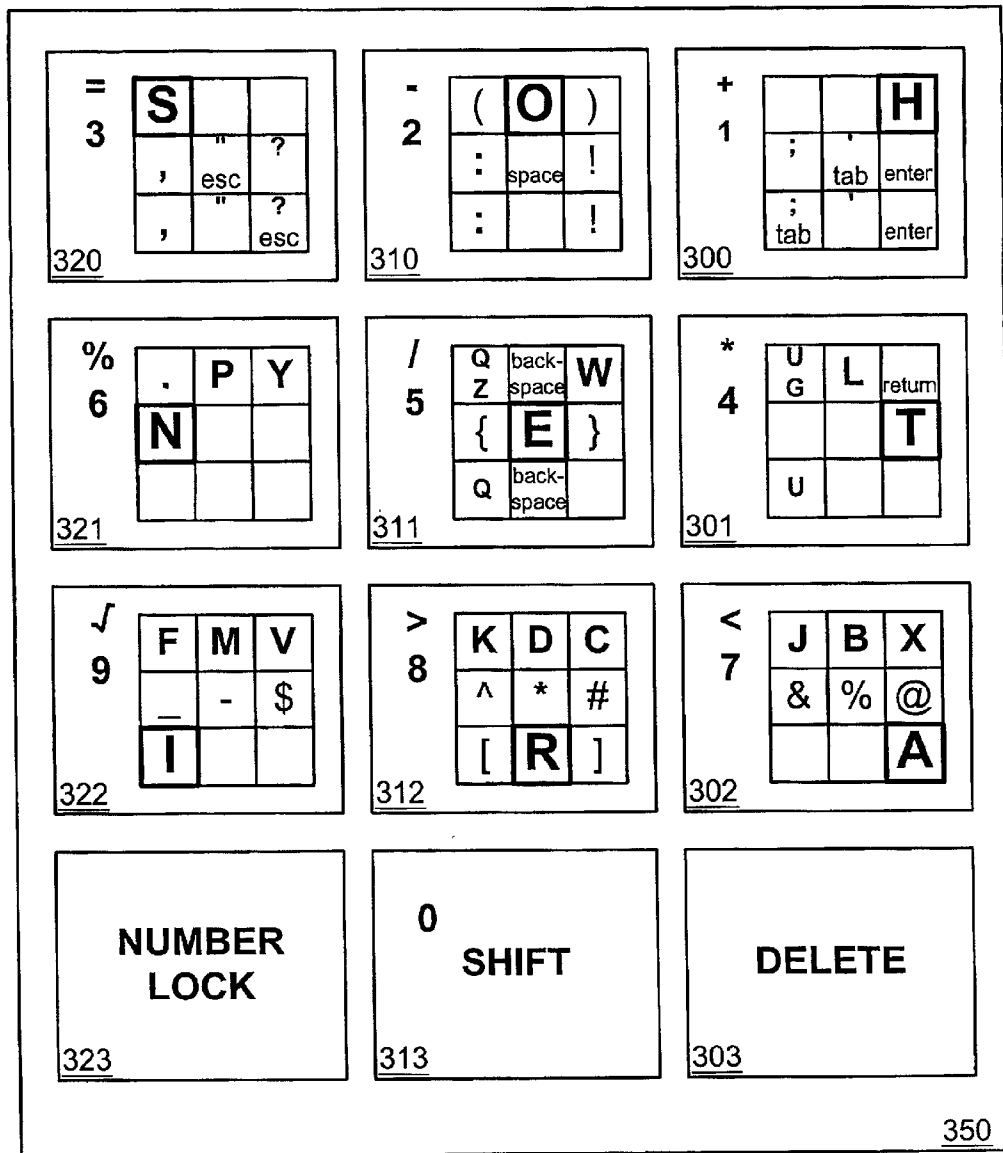 = S
3 " ?
, esc
" ?
, esc
320
- ( O )
2 : space !
: !
310
+ H
1 ; '
tab enter
; '
tab enter
300
% . P Y
6 N
321
/ Q back- W
5 Z space
{ E }
Q back-
space
311
* U L return
4 G
T
U
301
√ F M V
9 _ - $
I
322
> K D C
8 ^ * #
[ R ]
312
< J B X
7 & % @
A
302
NUMBER
LOCK
323
0
SHIFT
313
DELETE
303
350